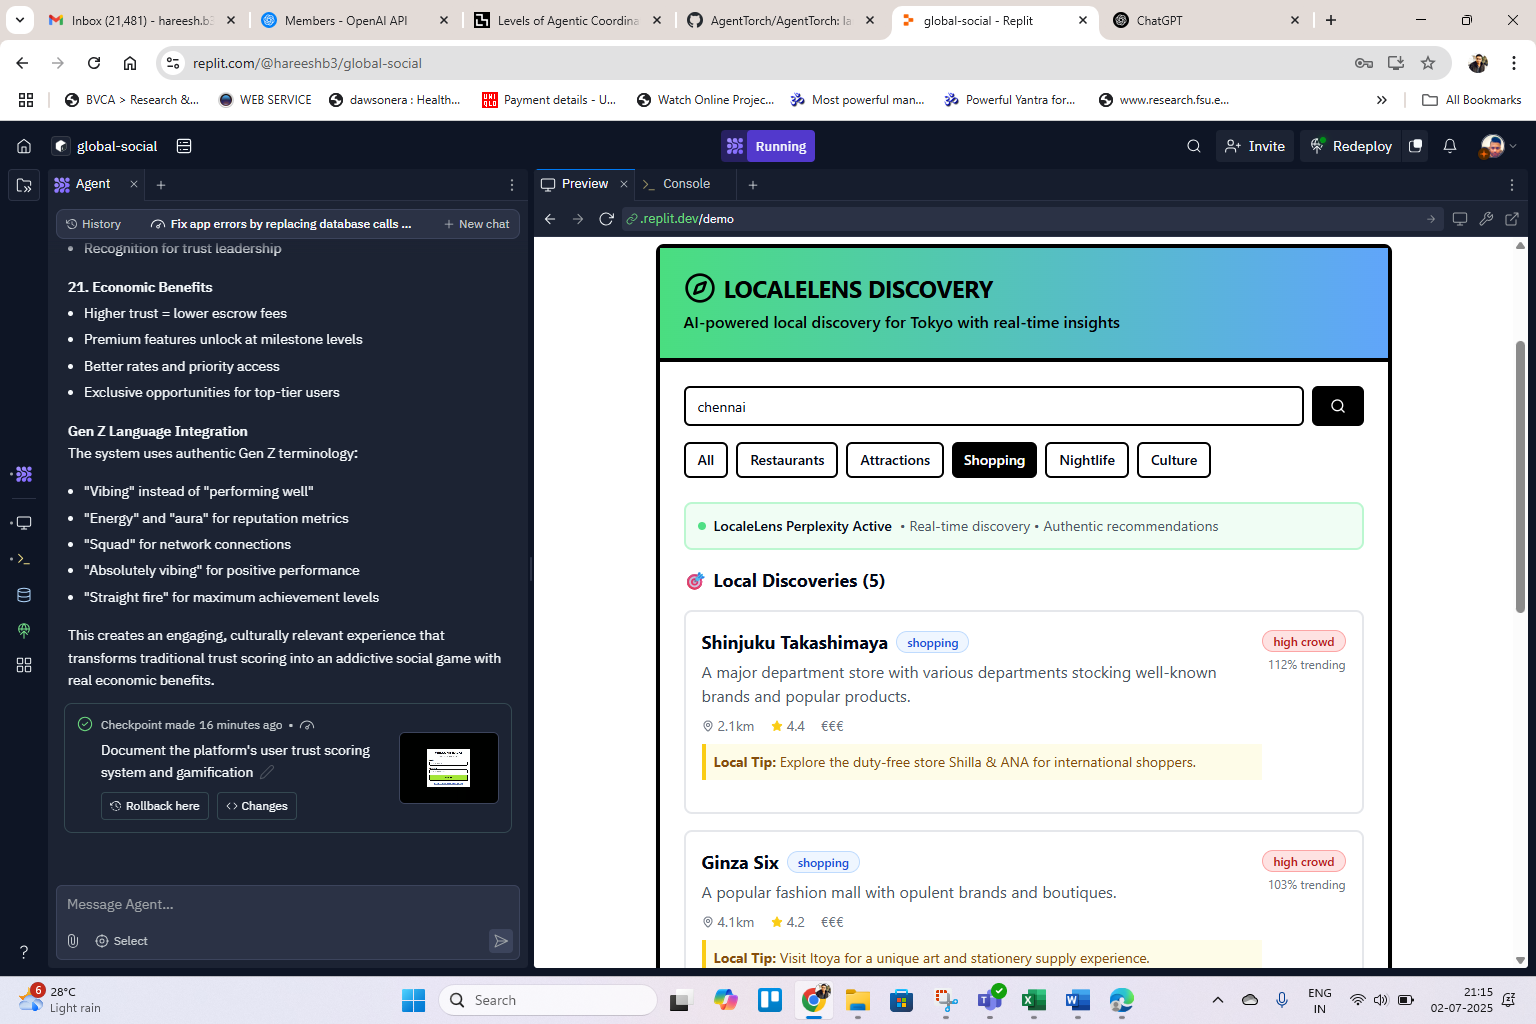 Inbox (21,481) - hareesh.b3
Members - OpenAI API
Levels of Agentic Coordina
AgentTorch/AgentTorch: la
global-social - Replit
ChatGPT
replit.com/@hareeshb3/global-social
BVCA > Research &...
WEB SERVICE
dawsonera : Health...
UNI QLO
Payment details - U...
Watch Online Projec...
Most powerful man...
Powerful Yantra for...
www.research.fsu.e...
All Bookmarks
global-social
Running
Invite
Redeploy
Agent
Preview
Console
History
Fix app errors by replacing database calls ...
New chat
.replit.dev/demo
Recognition for trust leadership
21. Economic Benefits
• Higher trust = lower escrow fees
• Premium features unlock at milestone levels
• Better rates and priority access
• Exclusive opportunities for top-tier users
Gen Z Language Integration
The system uses authentic Gen Z terminology:
• "Vibing" instead of "performing well"
• "Energy" and "aura" for reputation metrics
• "Squad" for network connections
• "Absolutely vibing" for positive performance
• "Straight fire" for maximum achievement levels
This creates an engaging, culturally relevant experience that
transforms traditional trust scoring into an addictive social game with
real economic benefits.
Checkpoint made 16 minutes ago •
Document the platform's user trust scoring
system and gamification
Rollback here
Changes
Message Agent...
Select
LOCALELENS DISCOVERY
AI-powered local discovery for Tokyo with real-time insights
chennai
All
Restaurants
Attractions
Shopping
Nightlife
Culture
LocaleLens Perplexity Active • Real-time discovery • Authentic recommendations
Local Discoveries (5)
Shinjuku Takashimaya
shopping
high crowd
112% trending
A major department store with various departments stocking well-known
brands and popular products.
2.1km
4.4
€€€
Local Tip: Explore the duty-free store Shilla & ANA for international shoppers.
Ginza Six
shopping
high crowd
103% trending
A popular fashion mall with opulent brands and boutiques.
4.1km
4.2
€€€
Local Tip: Visit Itoya for a unique art and stationery supply experience.
6
28°C
Light rain
Search
ENG
IN
21:15
02-07-2025